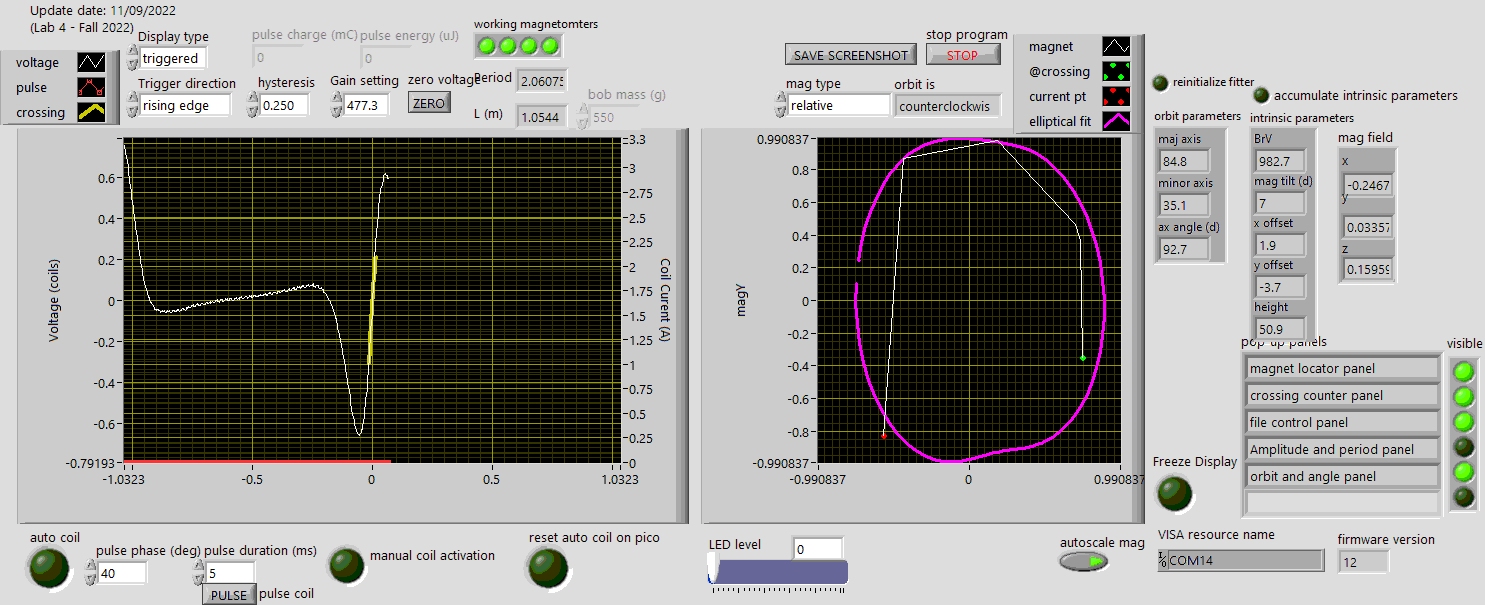 Update date: 11/09/2022
(Lab 4 - Fall 2022)
voltage
pulse
crossing
Display type
triggered
Trigger direction
rising edge
pulse charge (mC)
0
pulse energy (uJ)
0
hysteresis
0.250
Gain setting
477.3
zero voltage
ZERO
working magnetomters
Period
2.0607
L (m)
1.0544
bob mass (g)
550
SAVE SCREENSHOT
stop program
STOP
mag type
relative
orbit is
counterclockwis
magnet
@crossing
current pt
elliptical fit
reinitialize fitter
accumulate intrinsic parameters
orbit parameters
maj axis
84.8
minor axis
35.1
ax angle (d)
92.7
intrinsic parameters
BrV
982.7
mag tilt (d)
7
x offset
1.9
y offset
-3.7
height
50.9
mag field
x
-0.2467
y
0.0335
z
0.1595
Voltage (coils)
0.6
0.4
0.2
0
-0.2
-0.4
-0.6
-0.79193
-1.0323
-0.5
0
0.5
1.0323
3.3
3
2.75
2.5
2.25
2
1.75
1.5
1.25
1
0.75
0.5
0.25
0
Coil Current (A)
magY
0.990837
0.8
0.6
0.4
0.2
0
-0.2
-0.4
-0.6
-0.8
-0.990837
-0.990837
0
0.990837
pop up panels
visible
magnet locator panel
crossing counter panel
file control panel
Amplitude and period panel
orbit and angle panel
Freeze Display
auto coil
pulse phase (deg)
40
pulse duration (ms)
5
PULSE
pulse coil
manual coil activation
reset auto coil on pico
LED level
0
autoscale mag
VISA resource name
COM14
firmware version
12